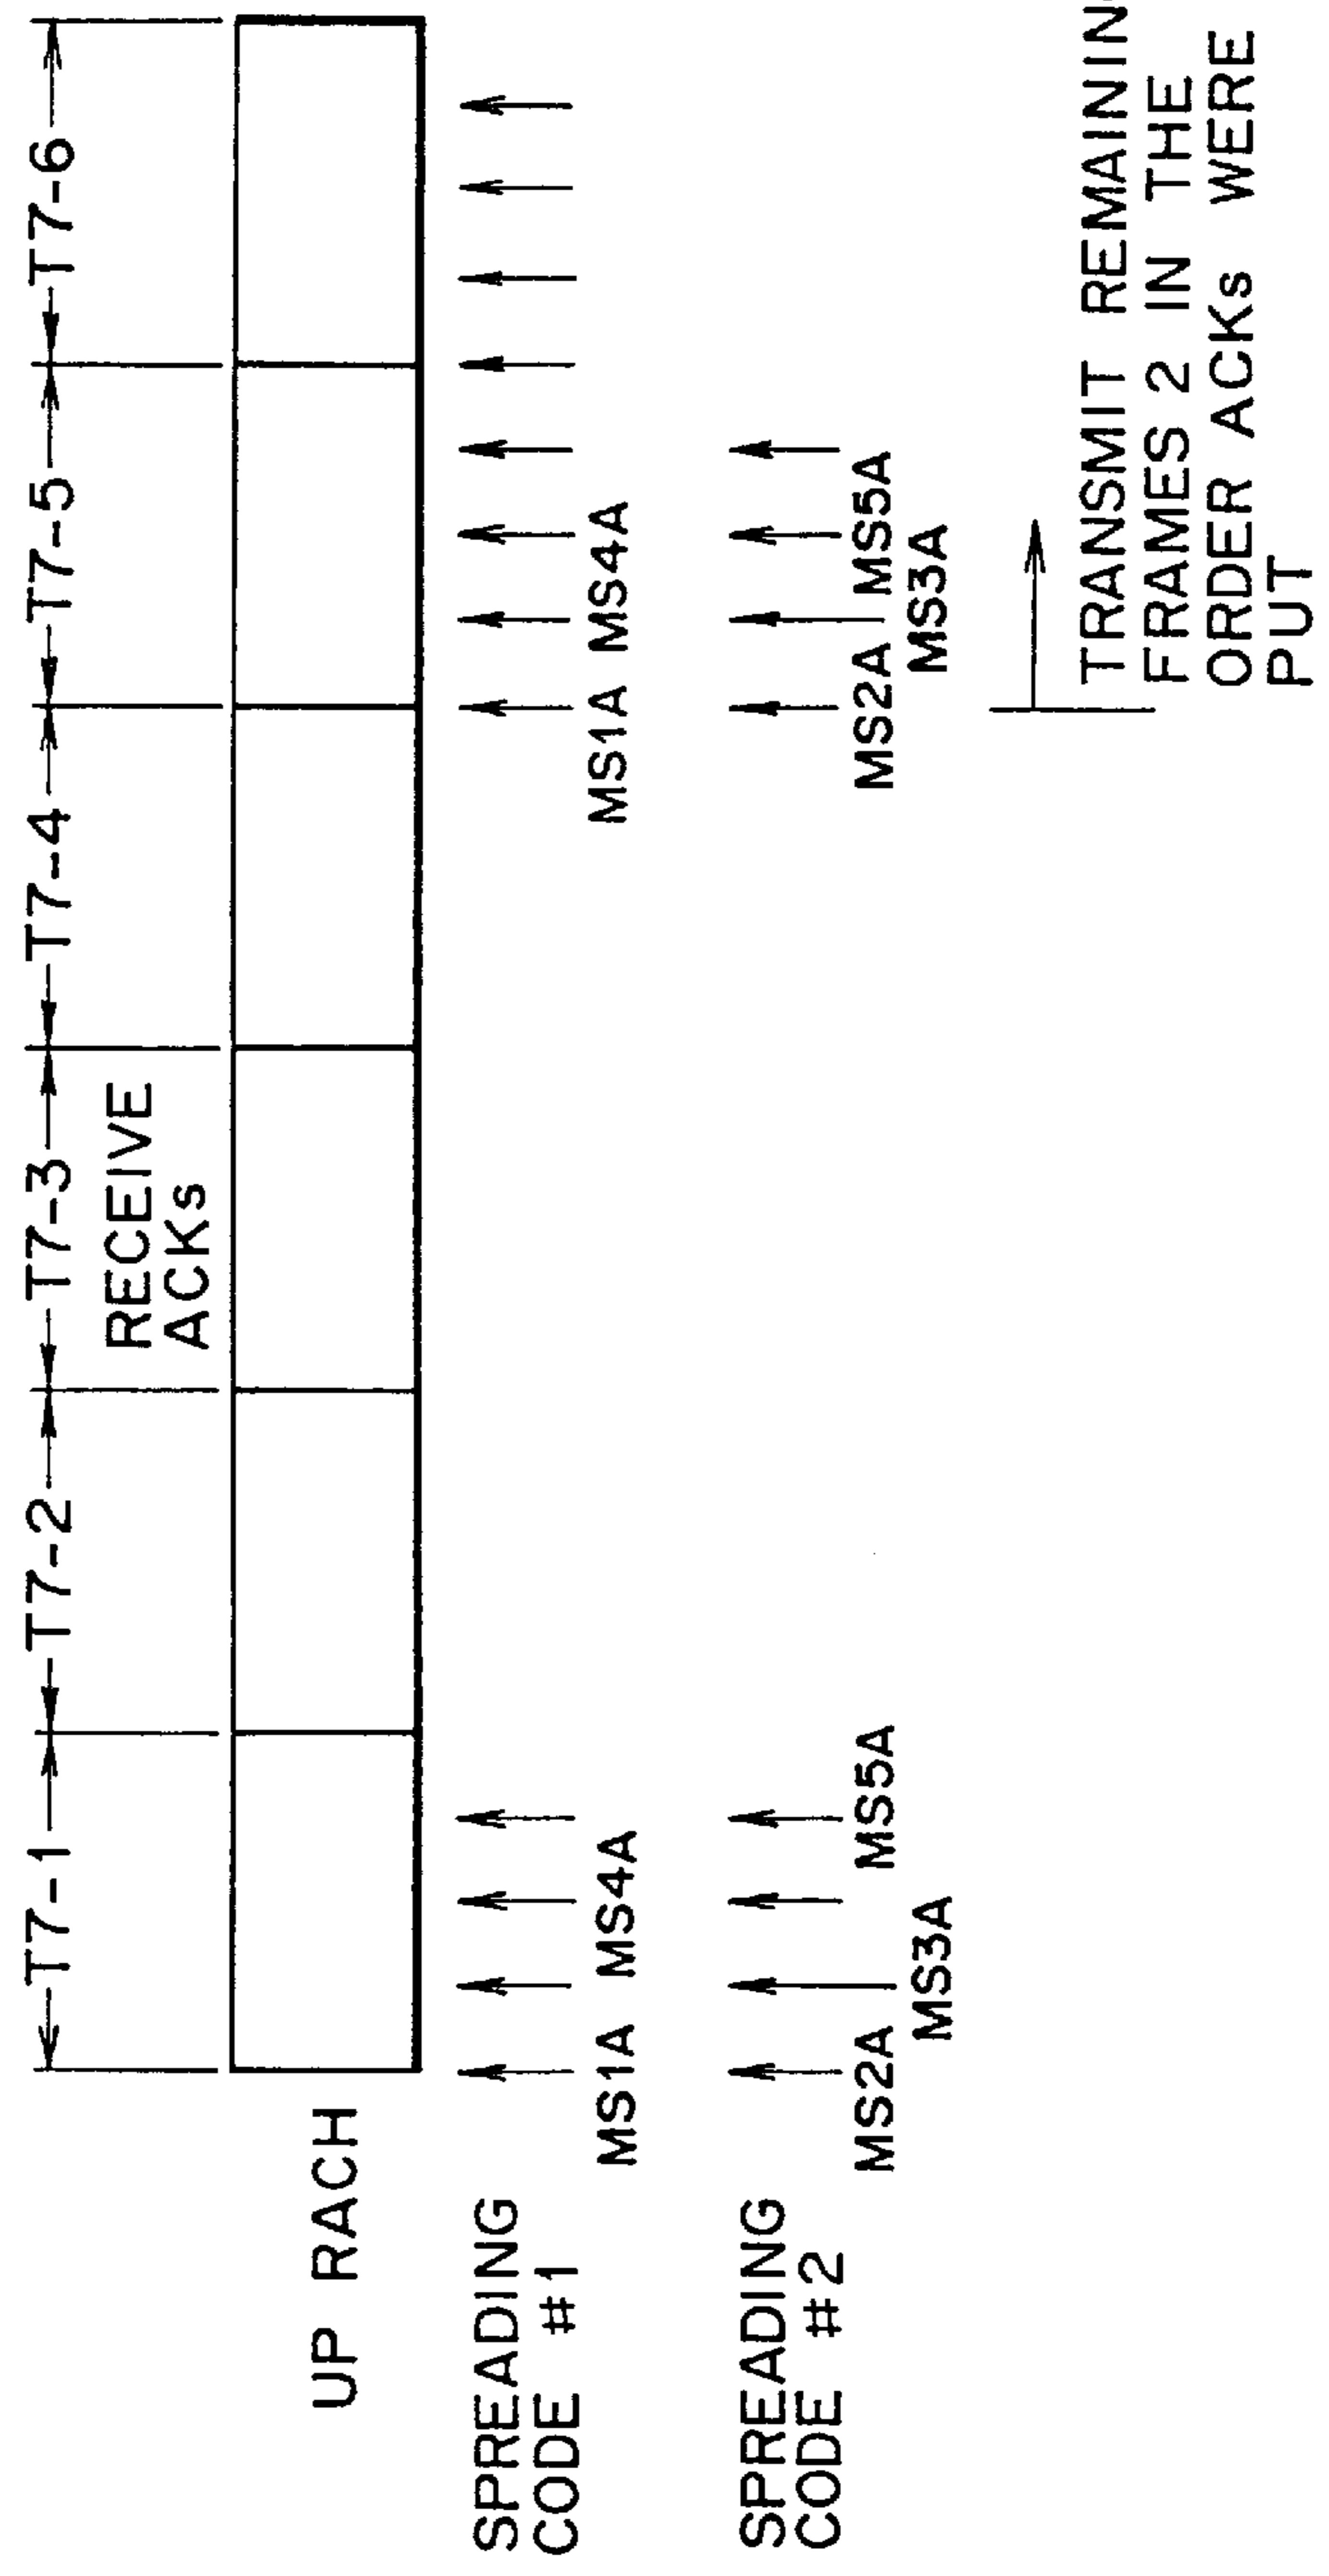 T7-1
T7-2
T7-3
T7-4
T7-5
T7-6
RECEIVE
ACKs
UP RACH
SPREADING
CODE #1
MS1A MS4A
MS1A MS4A
SPREADING
CODE #2
MS2A MS5A
MS3A
MS2A MS5A
MS3A
TRANSMIT REMAINING
FRAMES 2 IN THE
ORDER ACKs WERE
PUT